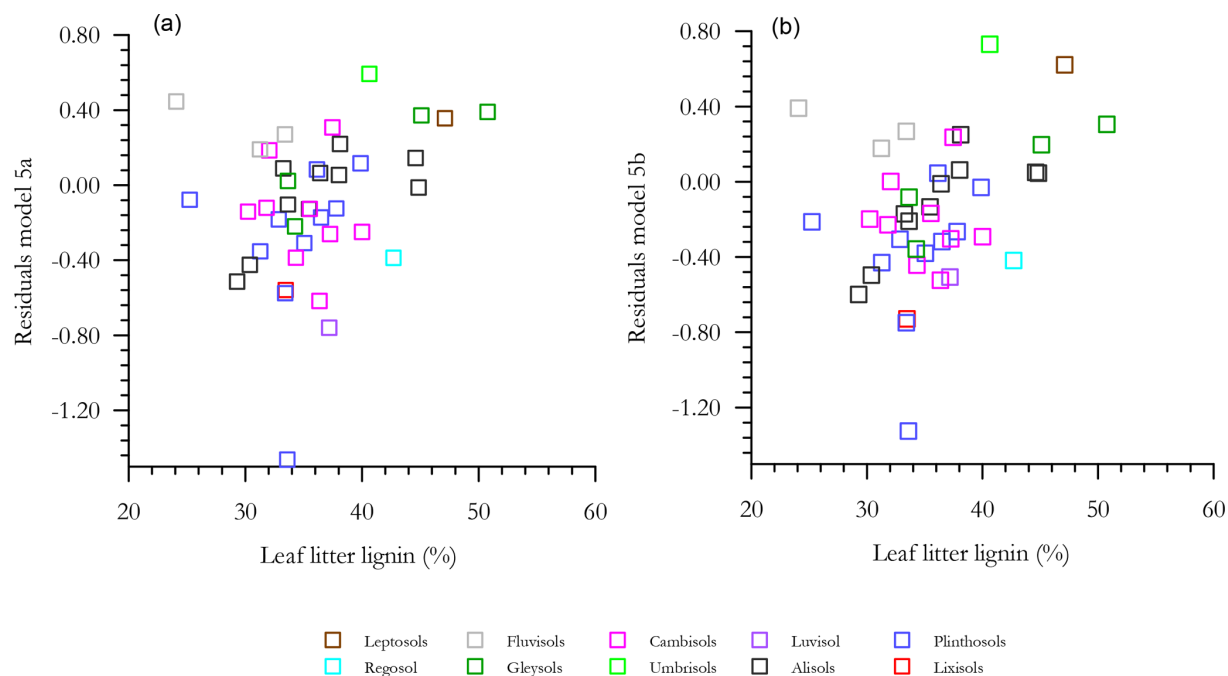 (a)
0.80
0.40
0.00
-0.40
-0.80
-1.20
Residuals model 5a
20 30 40 50 60
Leaf litter lignin (%)
(b)
0.80
0.40
0.00
-0.40
-0.80
-1.20
Residuals model 5b
20 30 40 50 60
Leaf litter lignin (%)
Leptosols Fluvisols Cambisols Luvisol Plinthosols
Regosol Gleysols Umbrisols Alisols Lixisols